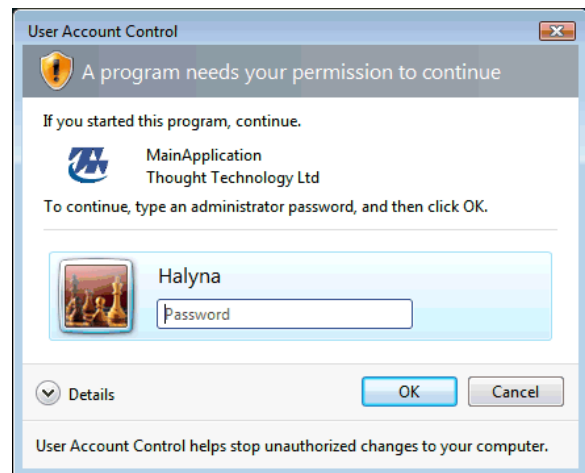 User Account Control
A program needs your permission to continue
If you started this program, continue.
MainApplication
Thought Technology Ltd
To continue, type an administrator password, and then click OK.
Halyna
Password
Details
OK
Cancel
User Account Control helps stop unauthorized changes to your computer.